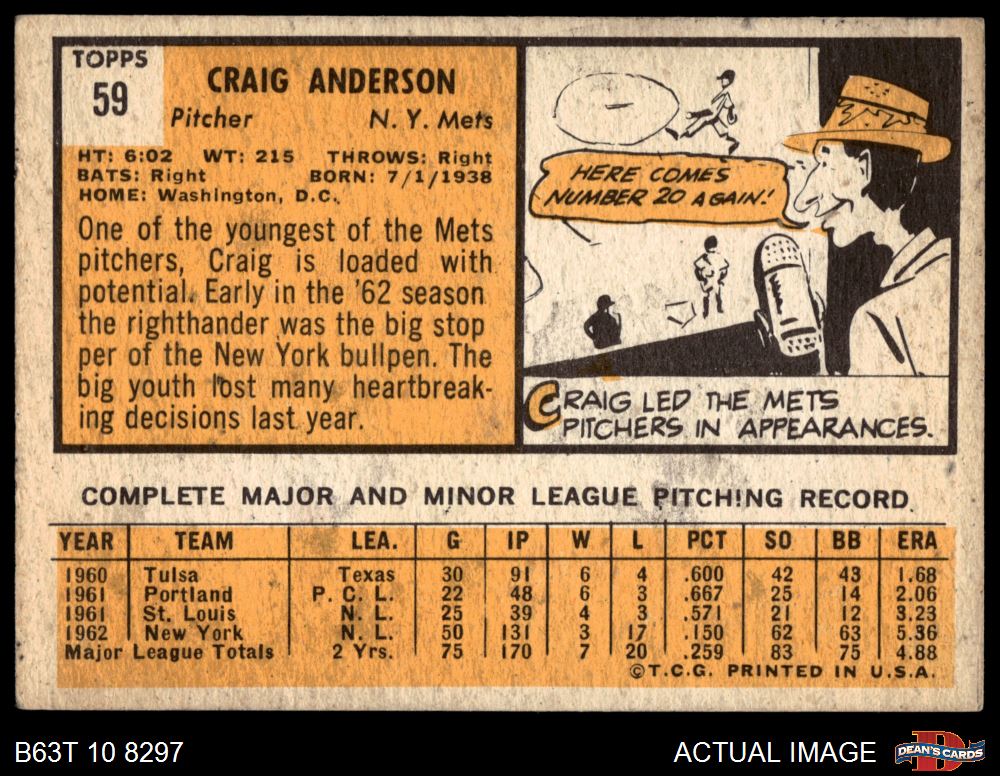 TOPPS
59
CRAIG ANDERSON
Pitcher N. Y. Mets
HT: 6:02 WT: 215 THROWS: Right
BATS: Right BORN: 7/1/1938
HOME: Washington, D.C.
One of the youngest of the Mets
pitchers, Craig is loaded with
potential. Early in the '62 season
the righthander was the big stop
per of the New York bullpen. The
big youth lost many heartbreak-
ing decisions last year.
HERE COMES
NUMBER 20 AGAIN!
CRAIG LED THE METS
PITCHERS IN APPEARANCES.
COMPLETE MAJOR AND MINOR LEAGUE PITCHING RECORD.
YEAR TEAM LEA. G IP W L PCT SO BB ERA
1960 Tulsa Texas 30 91 6 4 .600 42 43 1.68
1961 Portland P. C. L. 22 48 6 3 .667 25 14 2.06
1961 St. Louis N. L. 25 39 4 3 .571 21 12 3.23
1962 New York N. L. 50 131 3 17 .150 62 63 5.36
Major League Totals 2 Yrs. 75 170 7 20 .259 83 75 4.88
©T.C.G. PRINTED IN U.S.A.
B63T 10 8297
ACTUAL IMAGE
DEAN'S CARDS